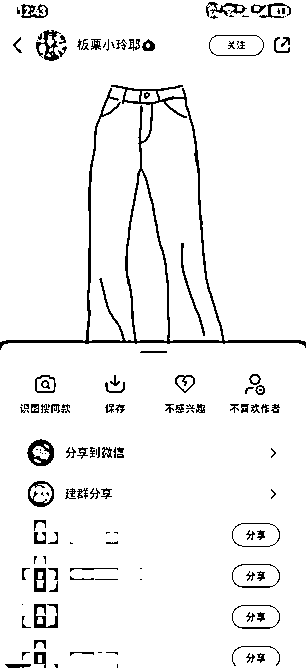 12:43
板栗小玲耶
关注
识图搜同款 保存 不感兴趣 不喜欢作者
分享到微信
建群分享
分享
分享
分享
分享